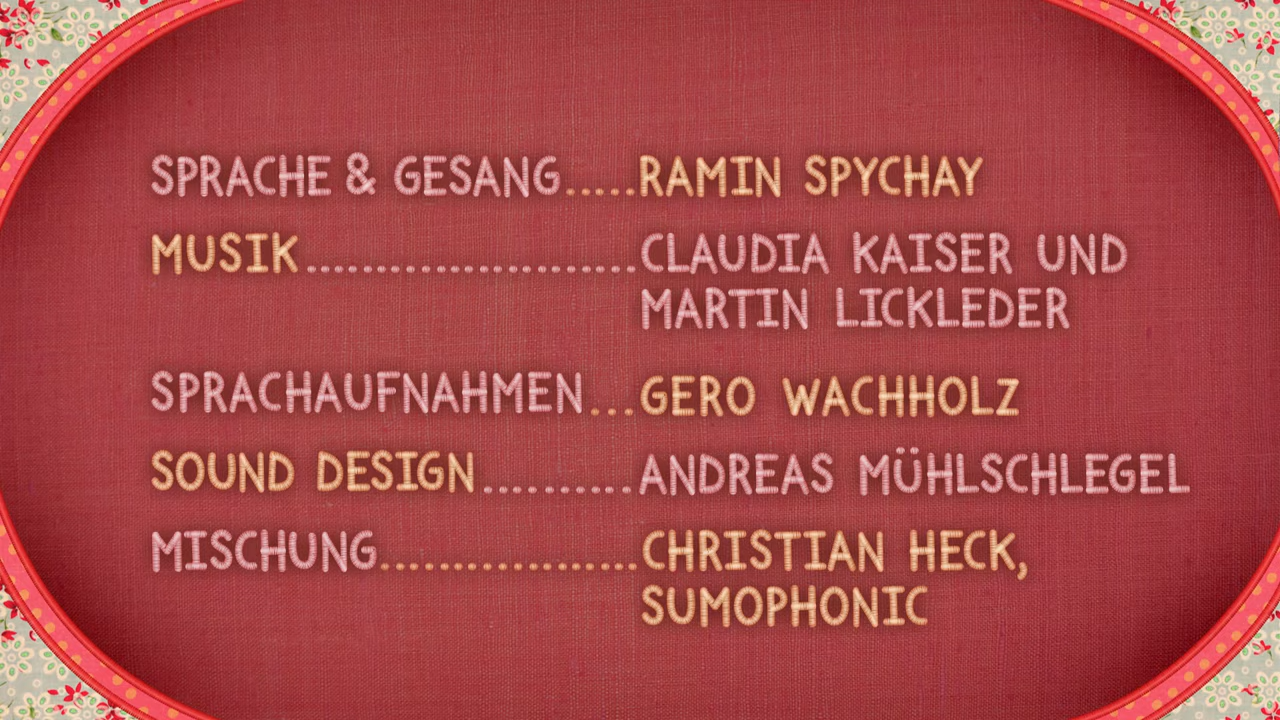 SPRACHE & GESANG.....RAMIN SPYCHAY
MUSIK........................CLAUDIA KAISER UND
MARTIN LICKLEDER
SPRACHAUFNAHMEN...GERO WACHHOLZ
SOUND DESIGN...........ANDREAS MÜHLSCHLEGEL
MISCHUNG..................CHRISTIAN HECK,
SUMOPHONIC